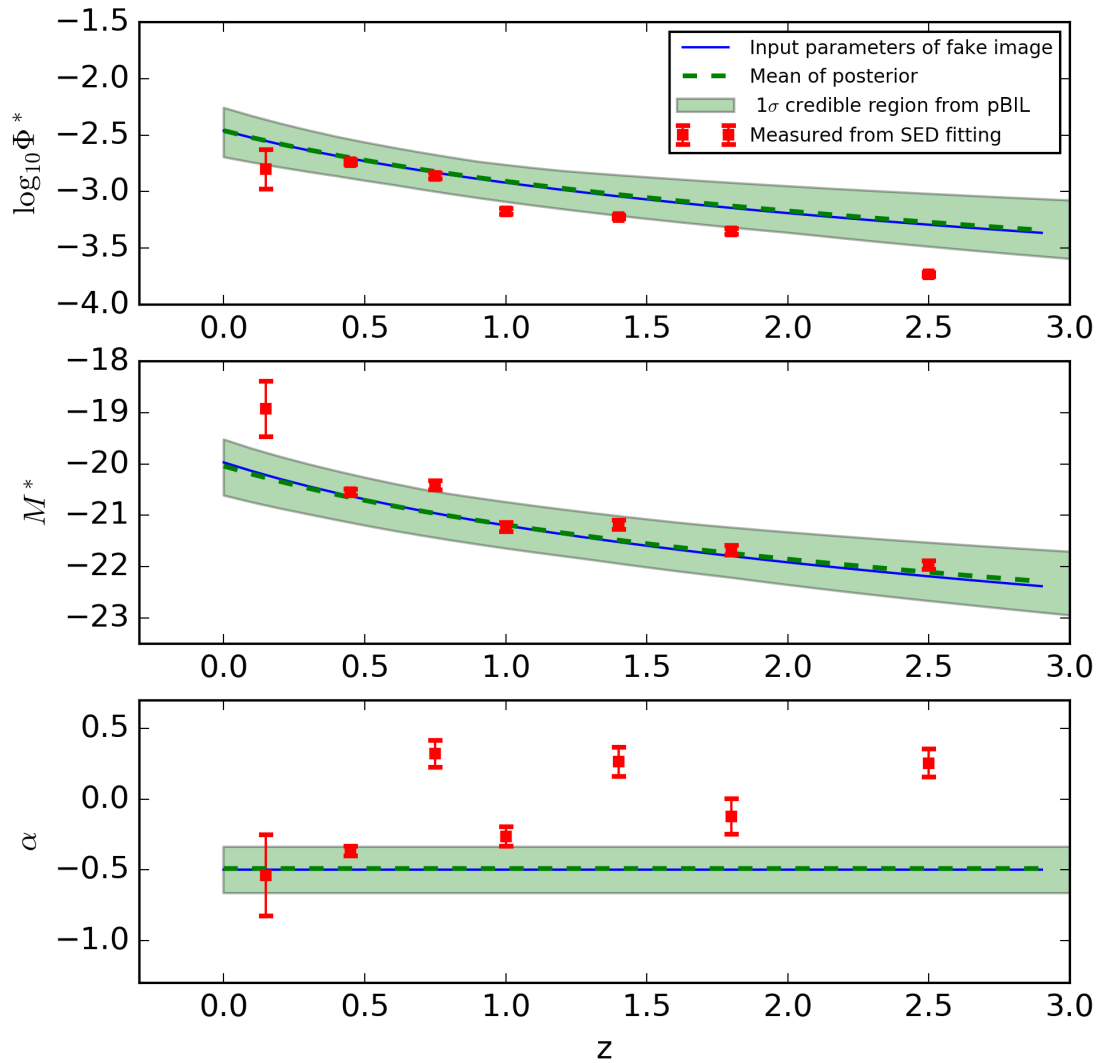 −1.5
Input parameters of fake image
Mean of posterior
1σ credible region from pBIL
Measured from SED fitting
−2.0
−2.5
−3.0
−3.5
−4.0
log₁₀Φ*
0.0 0.5 1.0 1.5 2.0 2.5 3.0
−18
−19
−20
−21
−22
−23
M*
0.0 0.5 1.0 1.5 2.0 2.5 3.0
0.5
0.0
−0.5
−1.0
α
0.0 0.5 1.0 1.5 2.0 2.5 3.0
z